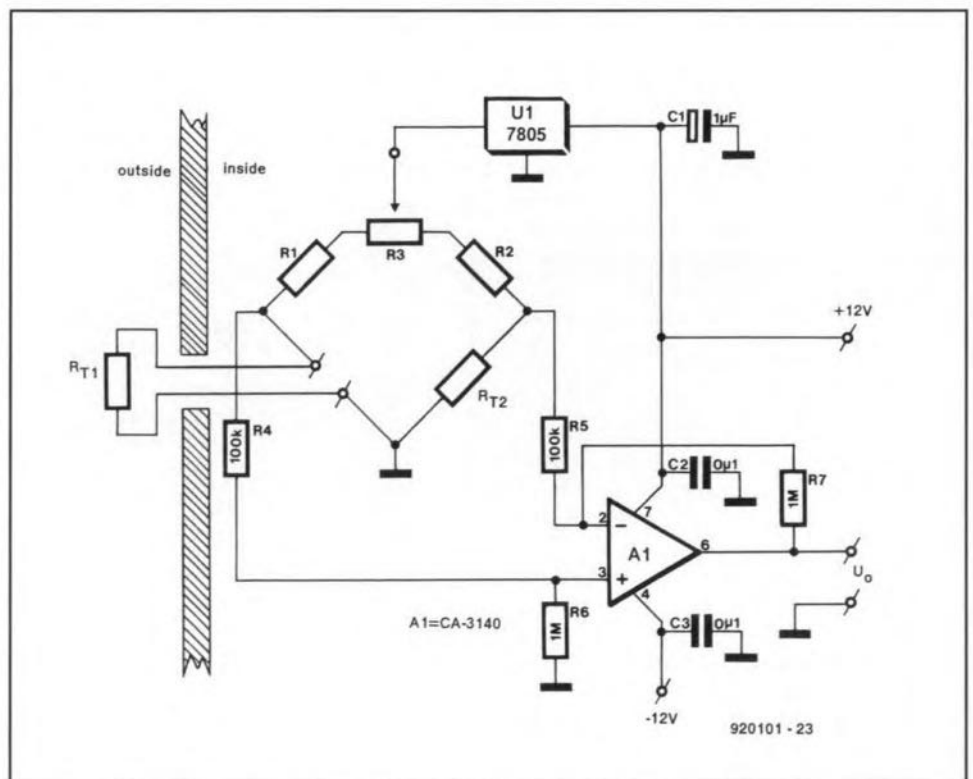 U1
7805
C1
1µF
outside
inside
R1
R3
R2
+12V
RT1
RT2
R4
100k
R5
100k
C2
0µ1
R7
1M
2
−
7
A1
6
3
+
4
Uo
A1=CA-3140
R6
1M
C3
0µ1
-12V
920101 - 23